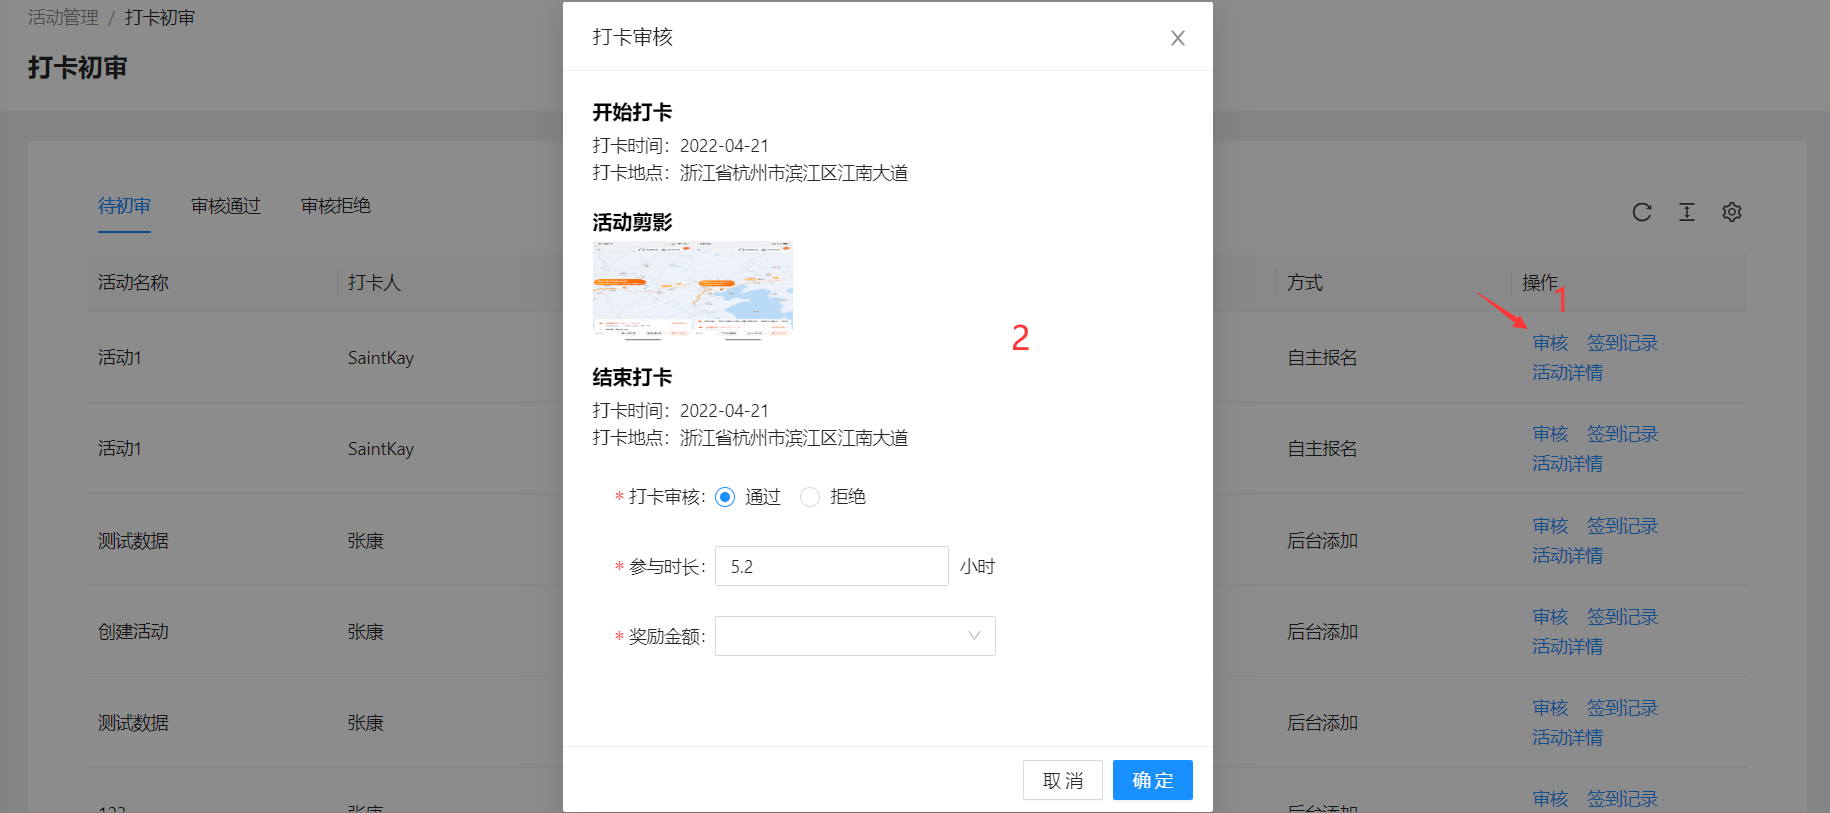 活动管理 / 打卡初审
打卡初审
待初审 审核通过 审核拒绝
活动名称 打卡人 方式 操作
1
活动1 SaintKay 自主报名 审核 签到记录
活动详情
活动1 SaintKay 自主报名 审核 签到记录
活动详情
测试数据 张康 后台添加 审核 签到记录
活动详情
创建活动 张康 后台添加 审核 签到记录
活动详情
测试数据 张康 后台添加 审核 签到记录
活动详情
123 张康 后台添加 审核 签到记录
打卡审核
开始打卡
打卡时间：2022-04-21
打卡地点：浙江省杭州市滨江区江南大道
活动剪影
2
结束打卡
打卡时间：2022-04-21
打卡地点：浙江省杭州市滨江区江南大道
* 打卡审核： 通过 拒绝
* 参与时长： 5.2 小时
* 奖励金额：
取 消 确 定